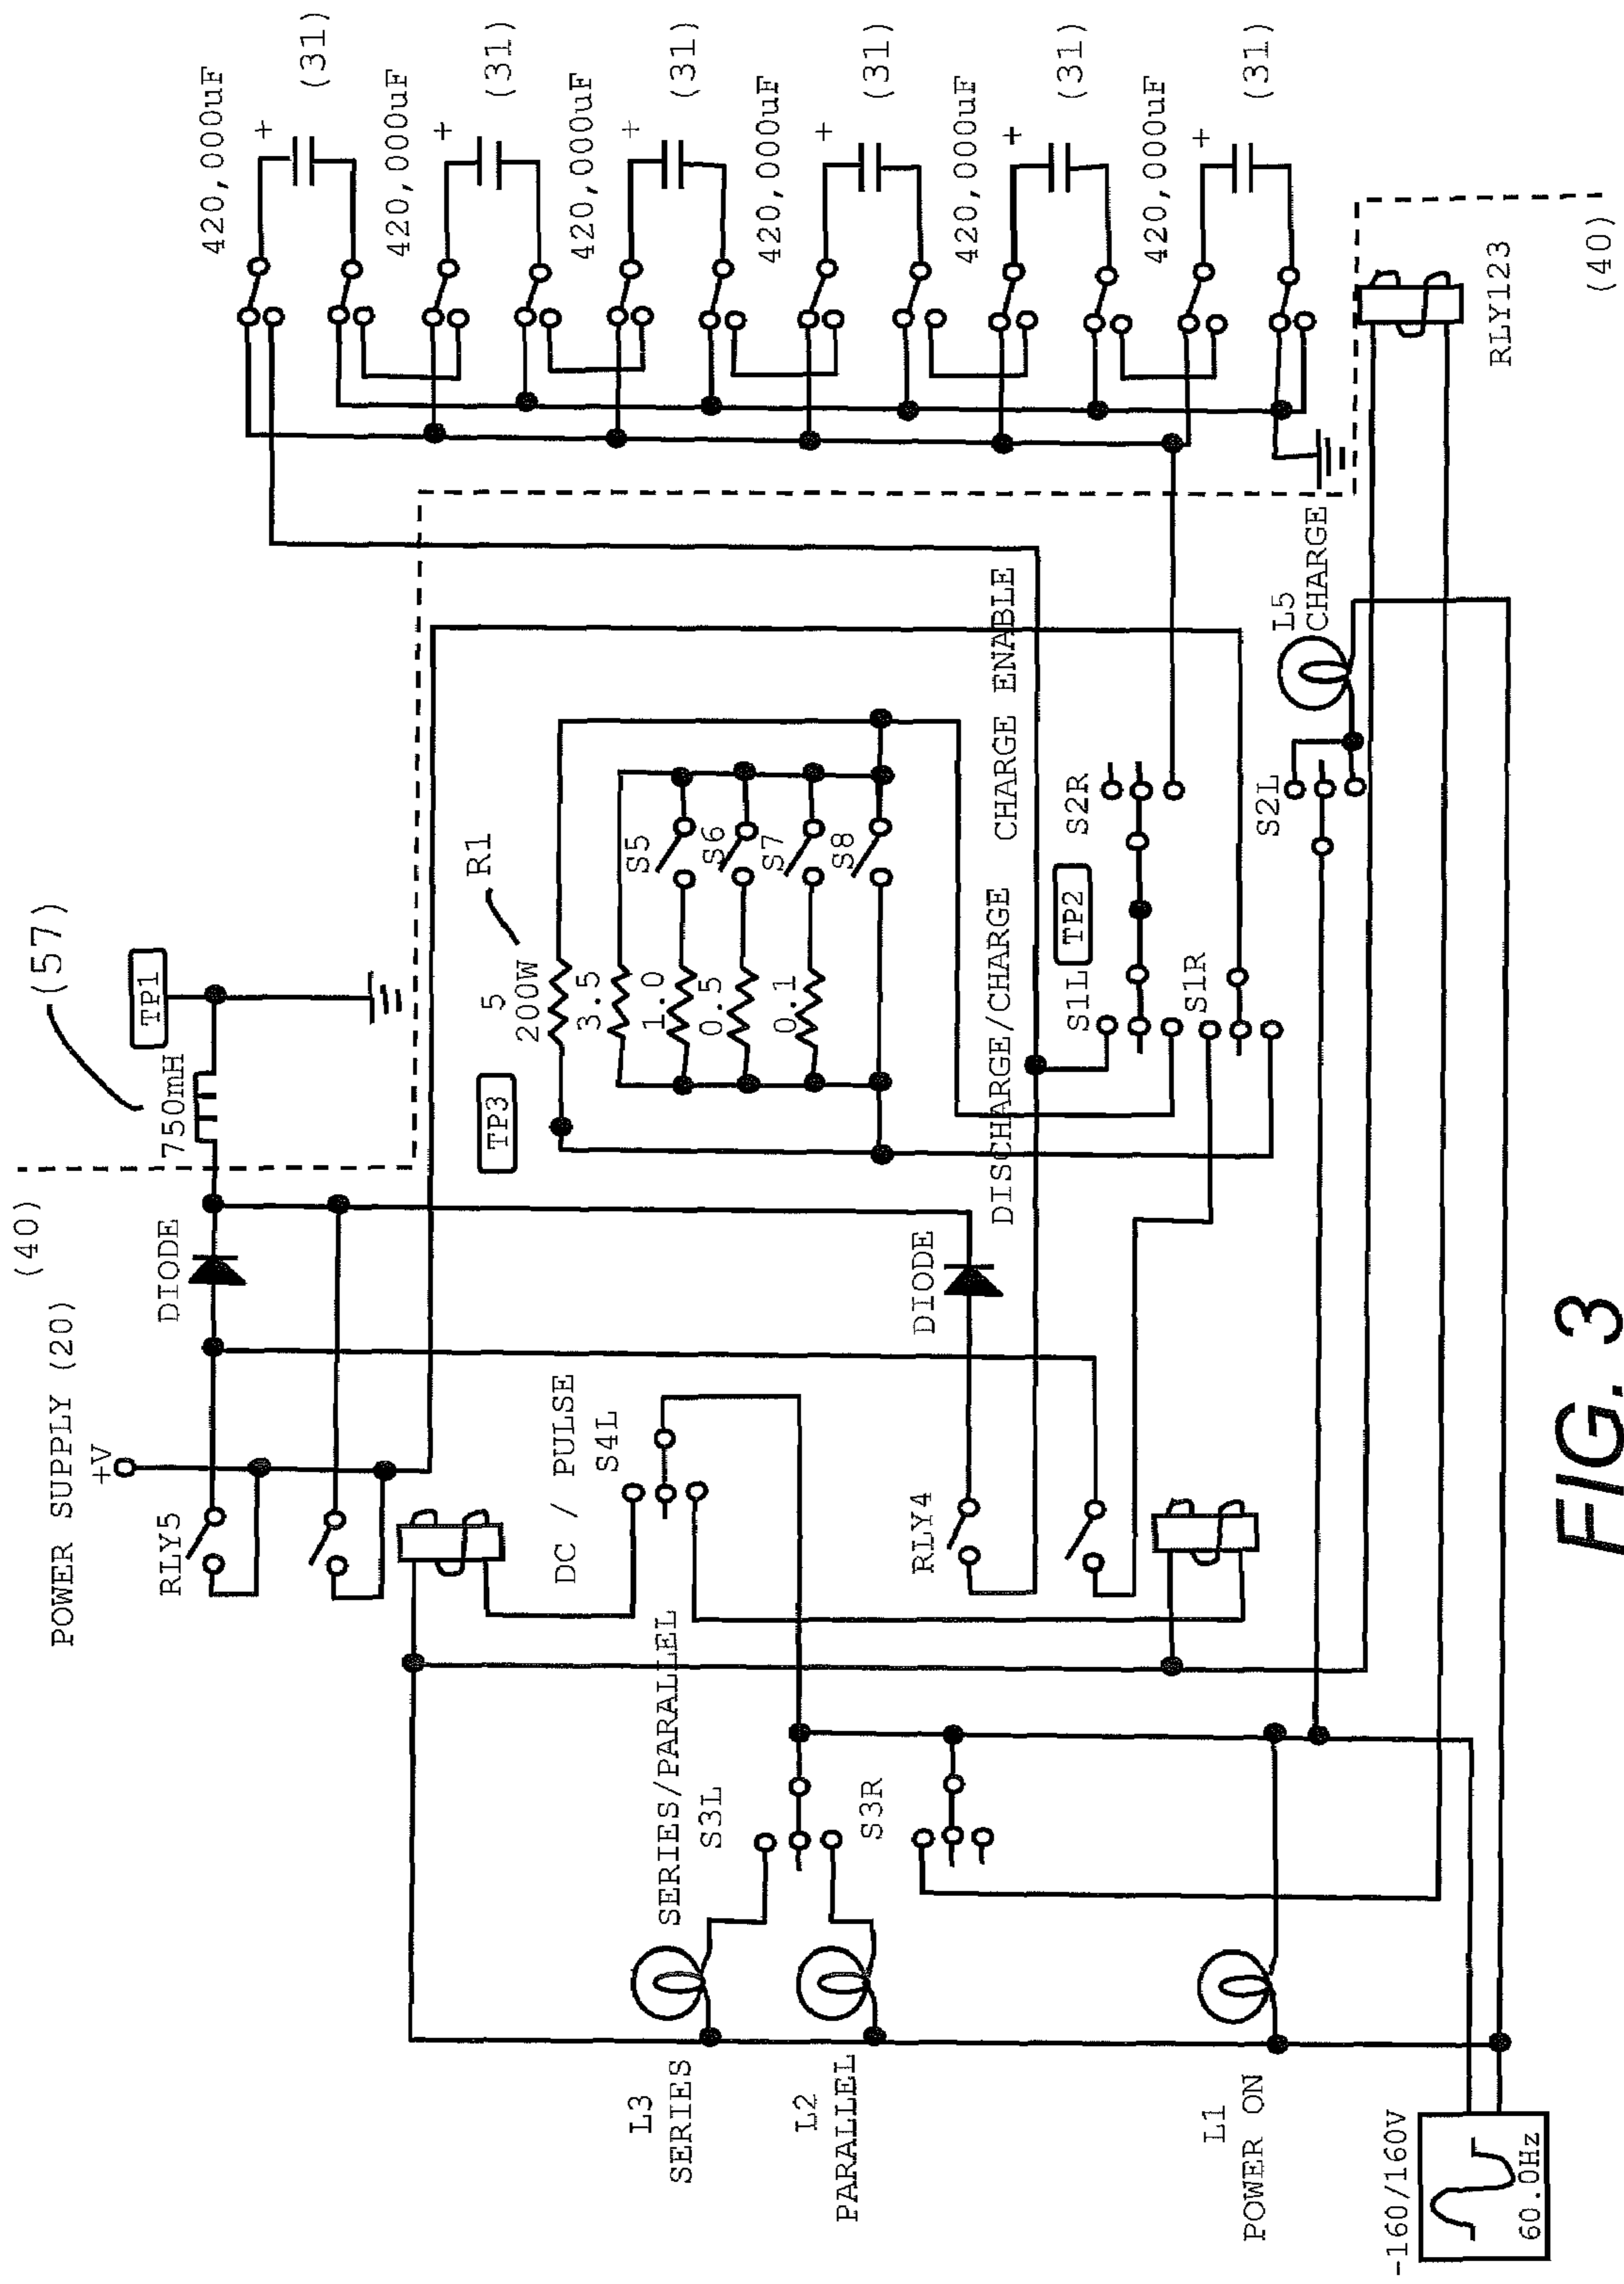 POWER SUPPLY (20)
+V
(40)
(57)
RLY5
DIODE
750mH
TP1
420,000uF
+
(31)
420,000uF
+
(31)
420,000uF
+
(31)
420,000uF
+
(31)
420,000uF
+
(31)
420,000uF
+
(31)
DC / PULSE
S4L
TP3
R1
5
200W
3.5
1.0
0.5
0.1
S5
S6
S7
S8
SERIES/PARALLEL
S3L
S3R
RLY4
DIODE
DISCHARGE/CHARGE
CHARGE ENABLE
S1L
TP2
S2R
S1R
S2L
L5
CHARGE
RLY123
(40)
L3
SERIES
L2
PARALLEL
L1
POWER ON
-160/160V
60.0Hz
FIG. 3